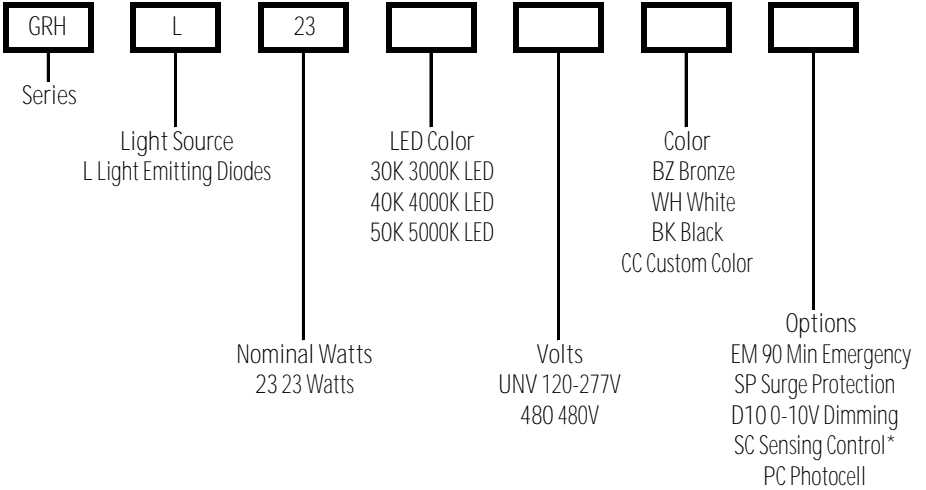 GRH L 23
Series
Light Source
L Light Emitting Diodes
LED Color
30K 3000K LED
40K 4000K LED
50K 5000K LED
Color
BZ Bronze
WH White
BK Black
CC Custom Color
Nominal Watts
23 23 Watts
Volts
UNV 120-277V
480 480V
Options
EM 90 Min Emergency
SP Surge Protection
D10 0-10V Dimming
SC Sensing Control*
PC Photocell